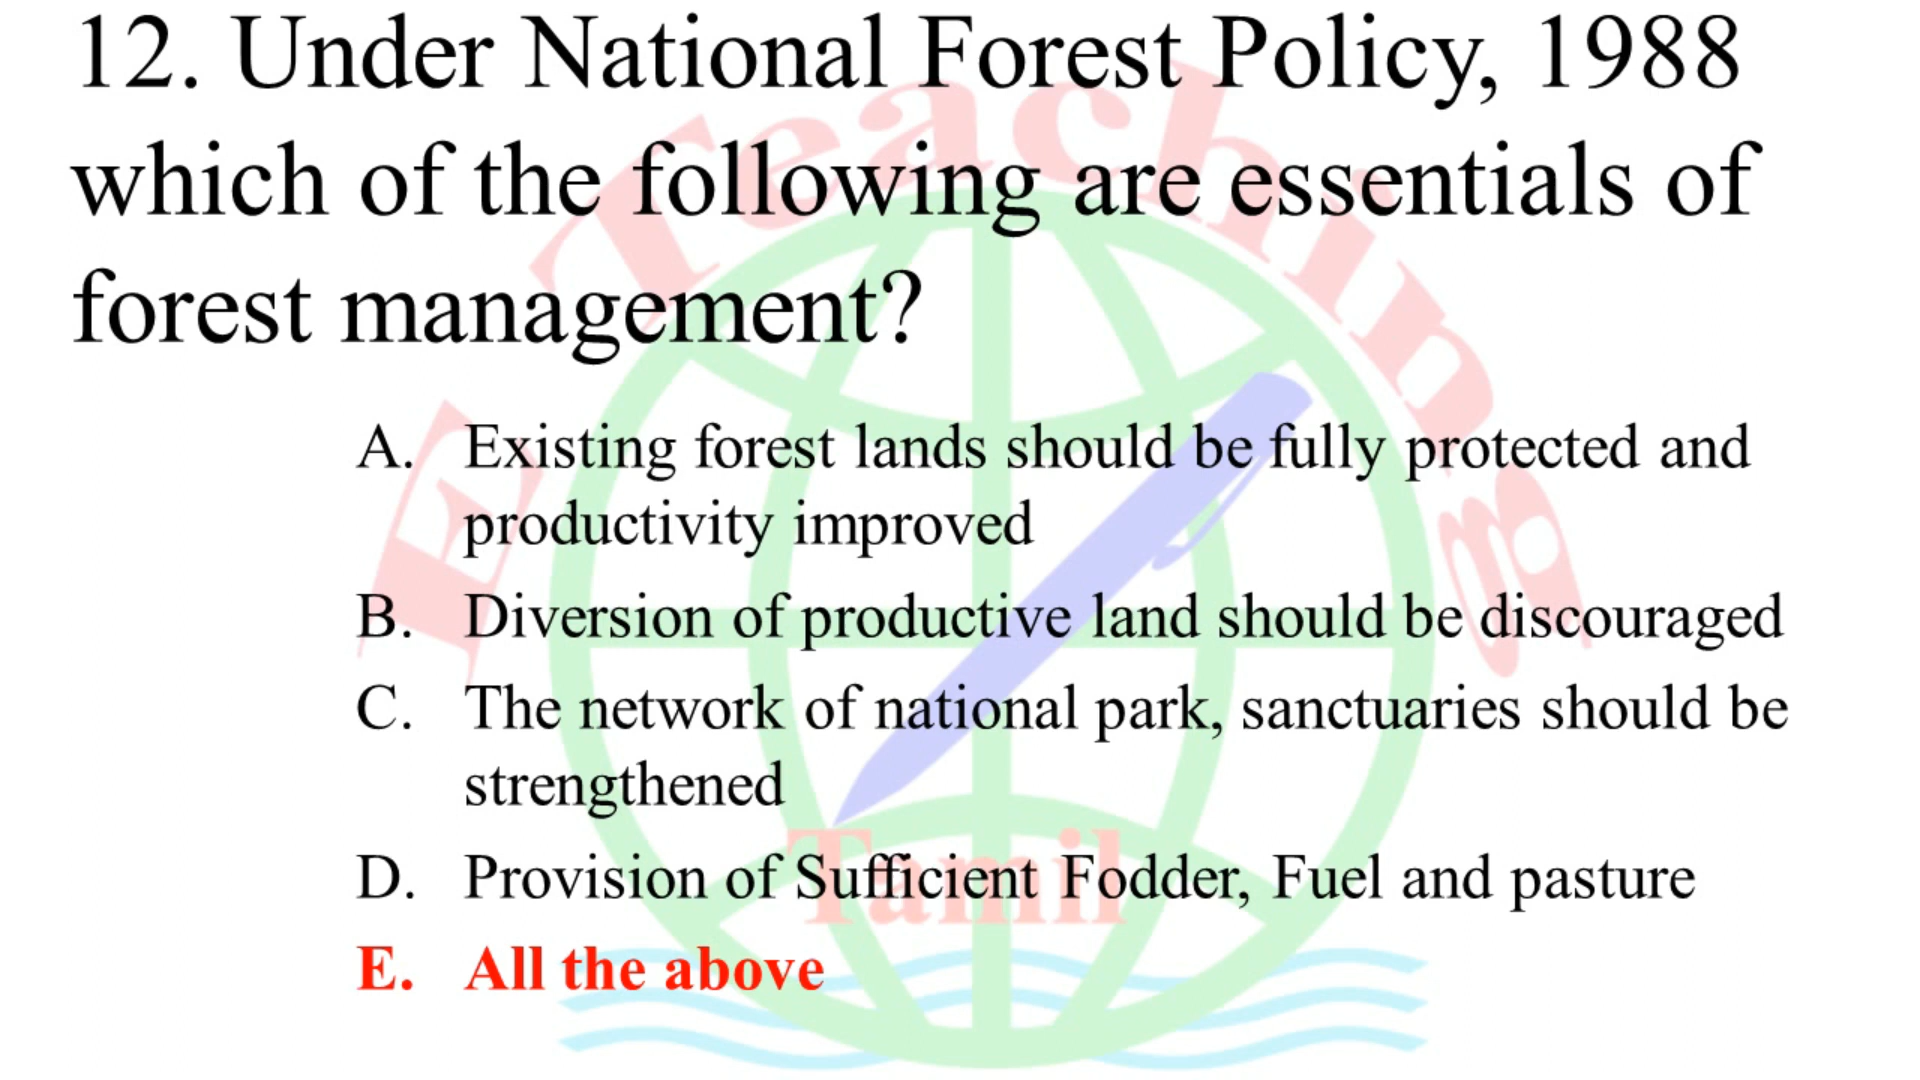 12. Under National Forest Policy, 1988
which of the following are essentials of
forest management?
A. Existing forest lands should be fully protected and
productivity improved
B. Diversion of productive land should be discouraged
C. The network of national park, sanctuaries should be
strengthened
D. Provision of Sufficient Fodder, Fuel and pasture
E. All the above
E Teaching
Tamil